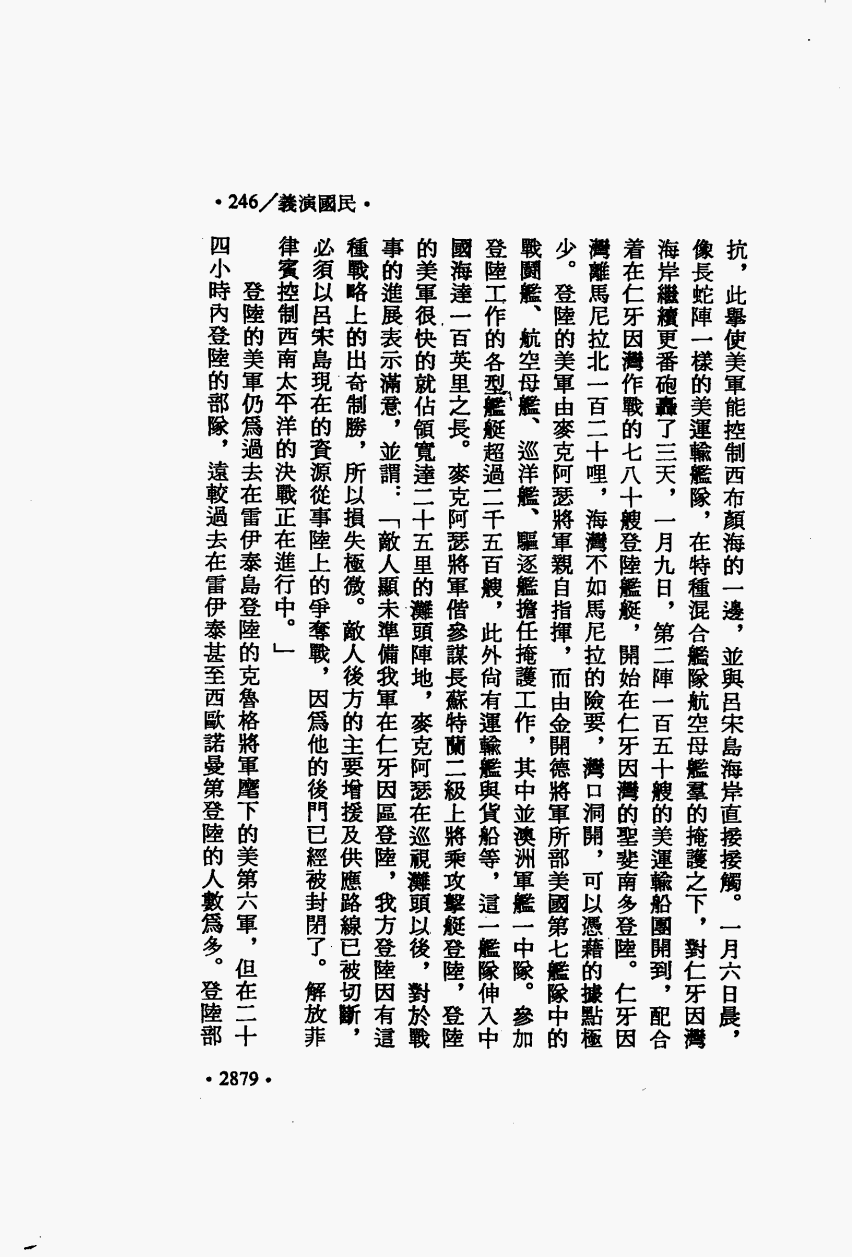 •246／義演國民•
抗，此舉使美軍能控制西布顏海的一邊，並與呂宋島海岸直接接觸。一月六日晨，
像長蛇陣一樣的美運輸艦隊，在特種混合艦隊航空母艦羣的掩護之下，對仁牙因灣
海岸繼續更番砲轟了三天，一月九日，第二陣一百五十艘的美運輸船團開到，配合
着在仁牙因灣作戰的七八十艘登陸艦艇，開始在仁牙因灣的聖斐南多登陸。仁牙因
灣離馬尼拉北一百二十哩，海灣不如馬尼拉的險要，灣口洞開，可以憑藉的據點極
少。登陸的美軍由麥克阿瑟將軍親自指揮，而由金開德將軍所部美國第七艦隊中的
戰鬪艦、航空母艦、巡洋艦、驅逐艦擔任掩護工作，其中並澳洲軍艦一中隊。參加
登陸工作的各型艦艇超過二千五百艘，此外尙有運輸艦與貨船等，這一艦隊伸入中
國海達一百英里之長。麥克阿瑟將軍偕參謀長蘇特蘭二級上將乘攻擊艇登陸，登陸
的美軍很快的就佔領寬達二十五里的灘頭陣地，麥克阿瑟在巡視灘頭以後，對於戰
事的進展表示滿意，並謂：「敵人顯未準備我軍在仁牙因區登陸，我方登陸因有這
種戰略上的出奇制勝，所以損失極微。敵人後方的主要增援及供應路線已被切斷，
必須以呂宋島現在的資源從事陸上的爭奪戰，因爲他的後門已經被封閉了。解放菲
律賓控制西南太平洋的決戰正在進行中。」
登陸的美軍仍爲過去在雷伊泰島登陸的克魯格將軍麾下的美第六軍，但在二十
四小時內登陸的部隊，遠較過去在雷伊泰甚至西歐諾曼第登陸的人數爲多。登陸部
•2879•